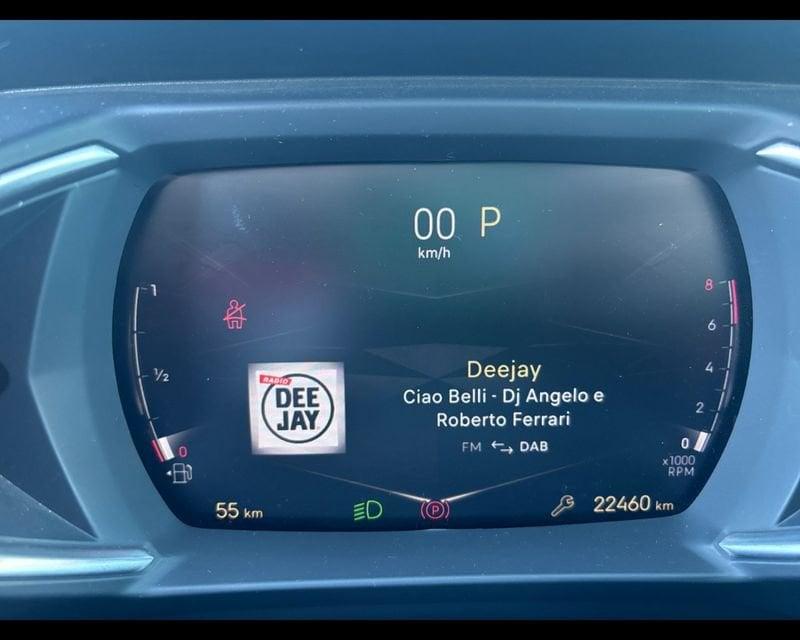 00 P
km/h
1
8
6
1/2
4
2
0
0
x1000
RPM
RADIO
DEE
JAY
Deejay
Ciao Belli - Dj Angelo e
Roberto Ferrari
FM DAB
55 km
P
22460 km